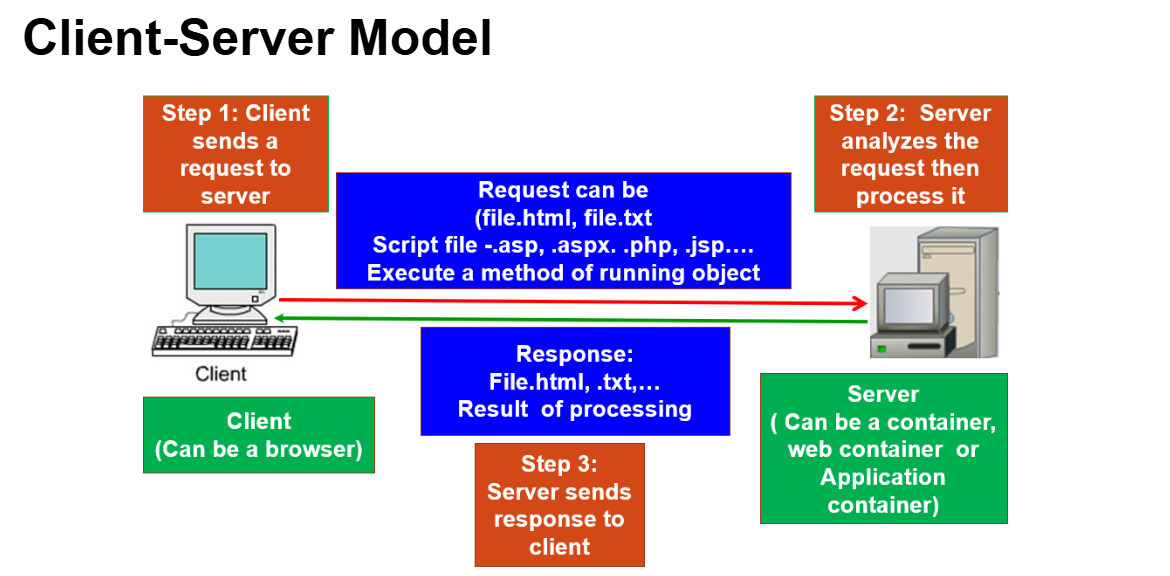 Client-Server Model
Step 1: Client
sends a
request to
server
Step 2:  Server
analyzes the
request then
process it
Request can be
(file.html, file.txt
Script file -.asp, .aspx. .php, .jsp….
Execute a method of running object
Client
Response:
File.html, .txt,…
Result  of processing
Client
(Can be a browser)
Server
( Can be a container,
web container  or
Application
container)
Step 3:
Server sends
response to
client